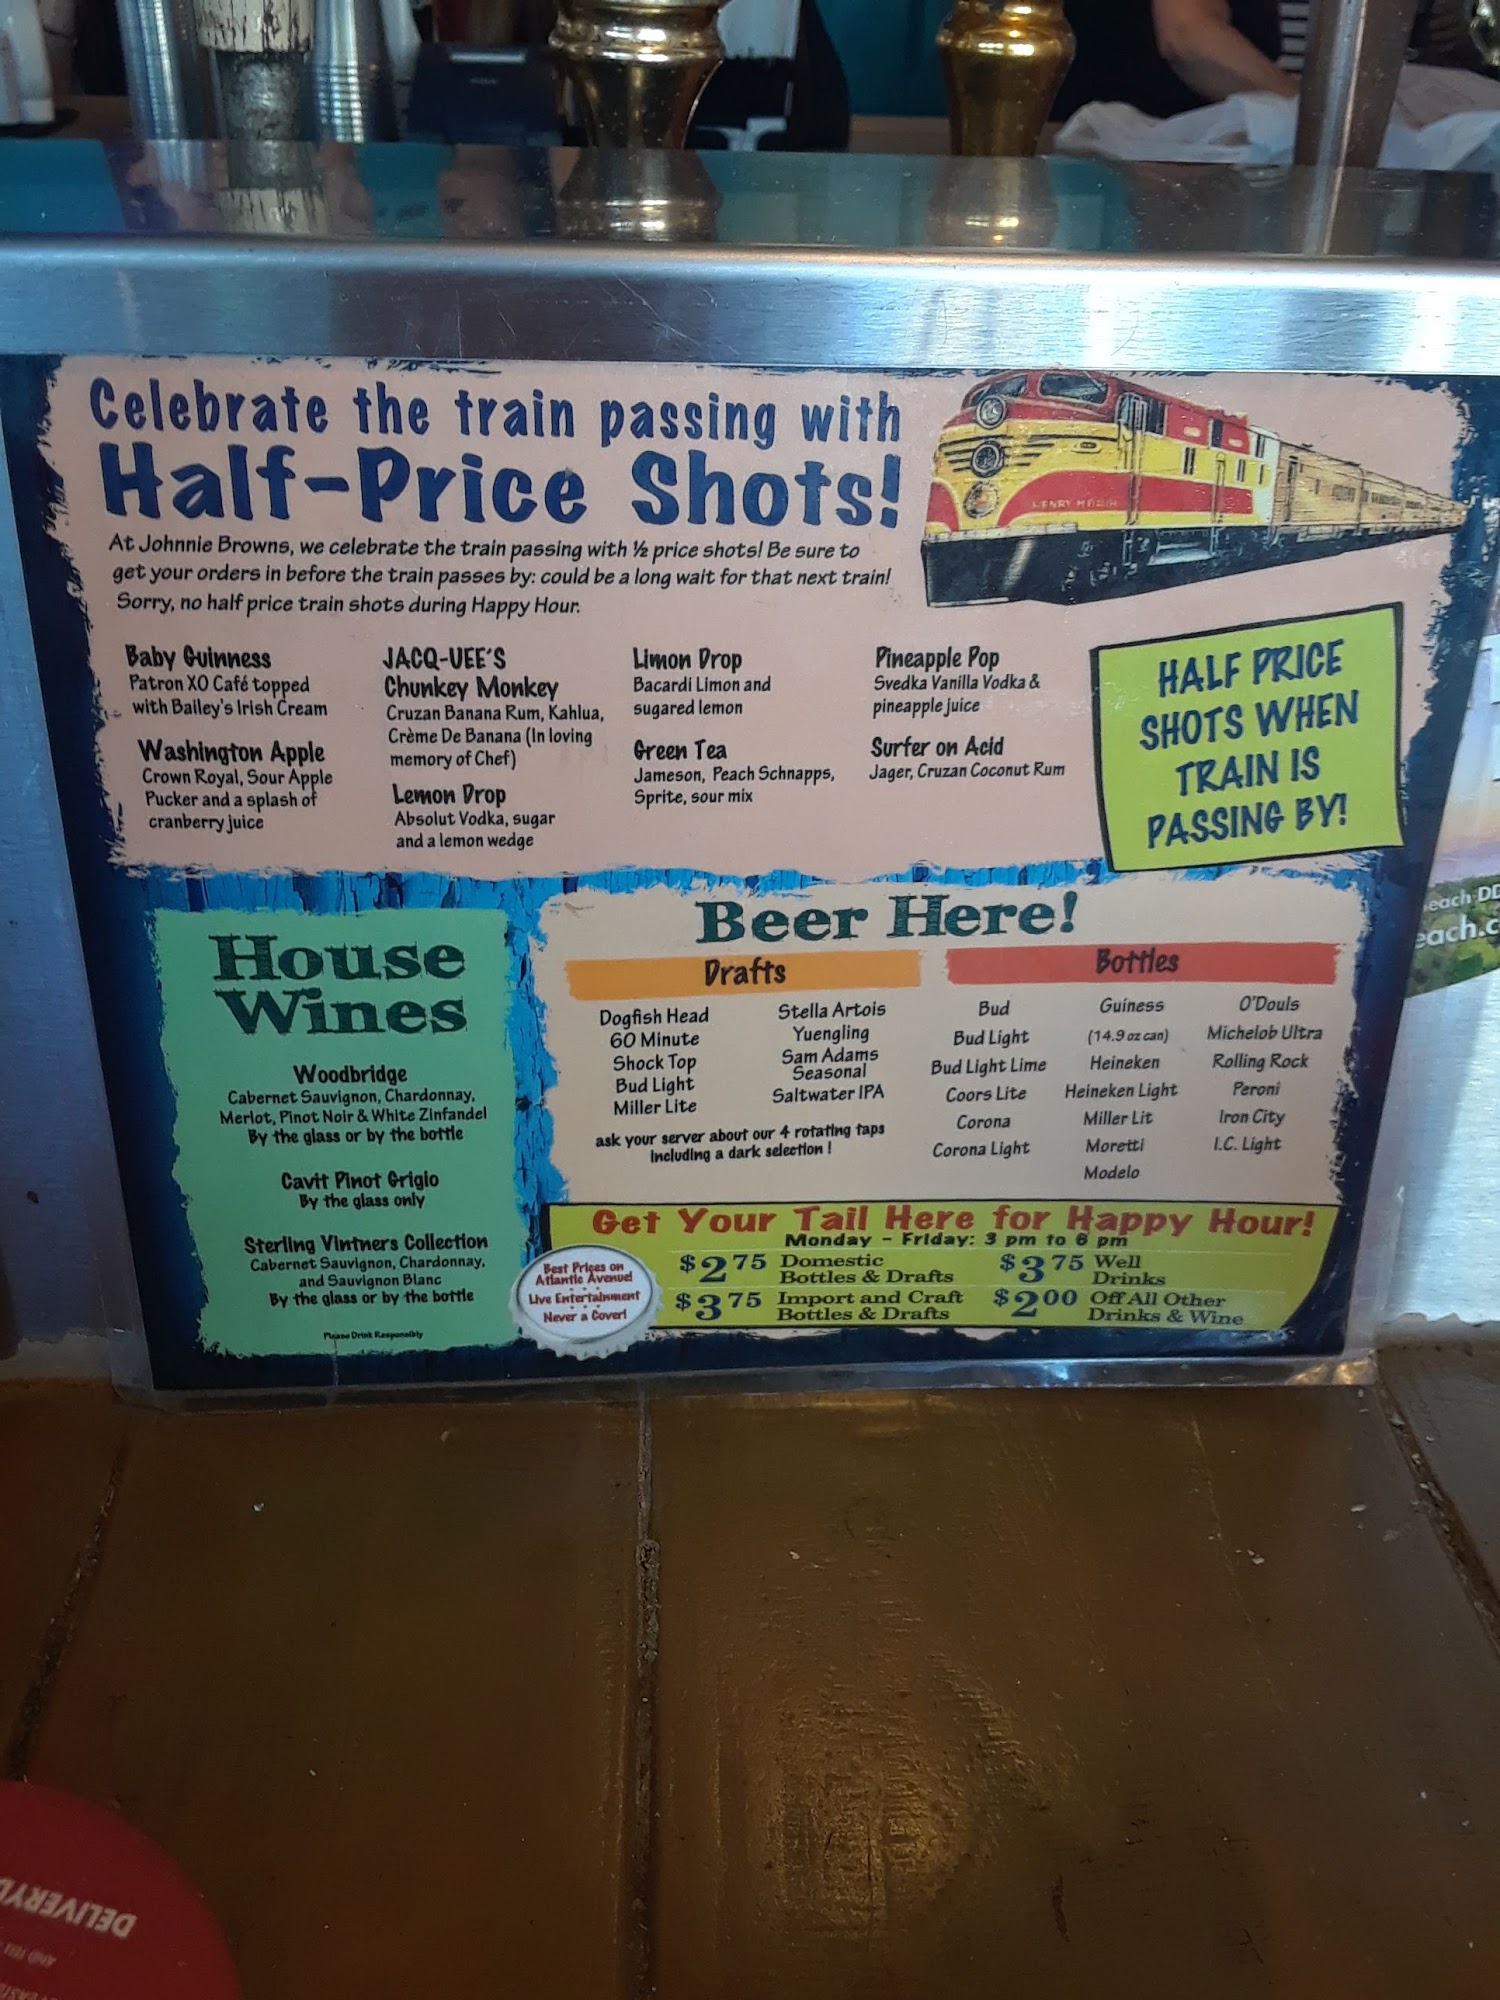 Celebrate the train passing with
Half-Price Shots!
At Johnnie Browns, we celebrate the train passing with ½ price shots! Be sure to
get your orders in before the train passes by: could be a long wait for that next train!
Sorry, no half price train shots during Happy Hour.
Baby Guinness
Patron XO Café topped
with Bailey's Irish Cream
Washington Apple
Crown Royal, Sour Apple
Pucker and a splash of
cranberry juice
JACQ-UEE'S
Chunkey Monkey
Cruzan Banana Rum, Kahlua,
Crème De Banana (In loving
memory of Chef)
Lemon Drop
Absolut Vodka, sugar
and a lemon wedge
Limon Drop
Bacardi Limon and
sugared lemon
Green Tea
Jameson, Peach Schnapps,
Sprite, sour mix
Pineapple Pop
Svedka Vanilla Vodka &
pineapple juice
Surfer on Acid
Jager, Cruzan Coconut Rum
HALF PRICE
SHOTS WHEN
TRAIN IS
PASSING BY!
House
Wines
Woodbridge
Cabernet Sauvignon, Chardonnay,
Merlot, Pinot Noir & White Zinfandel
By the glass or by the bottle
Cavit Pinot Grigio
By the glass only
Sterling Vintners Collection
Cabernet Sauvignon, Chardonnay,
and Sauvignon Blanc
By the glass or by the bottle
Please Drink Responsibly
Beer Here!
Drafts
Dogfish Head
60 Minute
Shock Top
Bud Light
Miller Lite
Stella Artois
Yuengling
Sam Adams
Seasonal
Saltwater IPA
ask your server about our 4 rotating taps
including a dark selection !
Bottles
Bud
Bud Light
Bud Light Lime
Coors Lite
Corona
Corona Light
Guiness
(14.9 oz can)
Heineken
Heineken Light
Miller Lit
Moretti
Modelo
O'Douls
Michelob Ultra
Rolling Rock
Peroni
Iron City
I.C. Light
Get Your Tail Here for Happy Hour!
Monday - Friday: 3 pm to 6 pm
$2 75 Domestic
Bottles & Drafts
$3 75 Import and Craft
Bottles & Drafts
$3 75 Well
Drinks
$2 00 Off All Other
Drinks & Wine
Best Prices on
Atlantic Avenue!
Live Entertainment
Never a Cover!
each DD
each.c
DELIVERYD